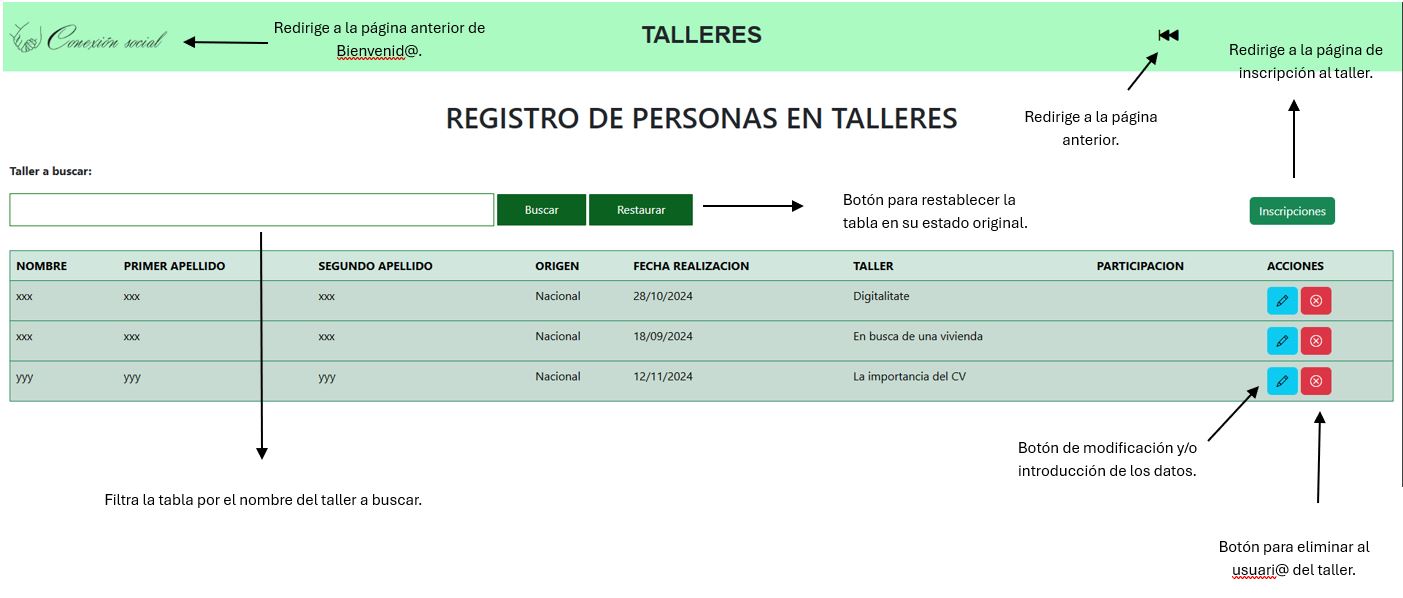 Conexión social
Redirige a la página anterior de
Bienvenid@.
TALLERES
Redirige a la página de
inscripción al taller.
Redirige a la página
anterior.
REGISTRO DE PERSONAS EN TALLERES
Taller a buscar:
Buscar
Restaurar
Botón para restablecer la
tabla en su estado original.
Inscripciones
NOMBRE PRIMER APELLIDO SEGUNDO APELLIDO ORIGEN FECHA REALIZACION TALLER PARTICIPACION ACCIONES
xxx xxx xxx Nacional 28/10/2024 Digitalitate
xxx xxx xxx Nacional 18/09/2024 En busca de una vivienda
yyy yyy yyy Nacional 12/11/2024 La importancia del CV
Botón de modificación y/o
introducción de los datos.
Filtra la tabla por el nombre del taller a buscar.
Botón para eliminar al
usuari@ del taller.